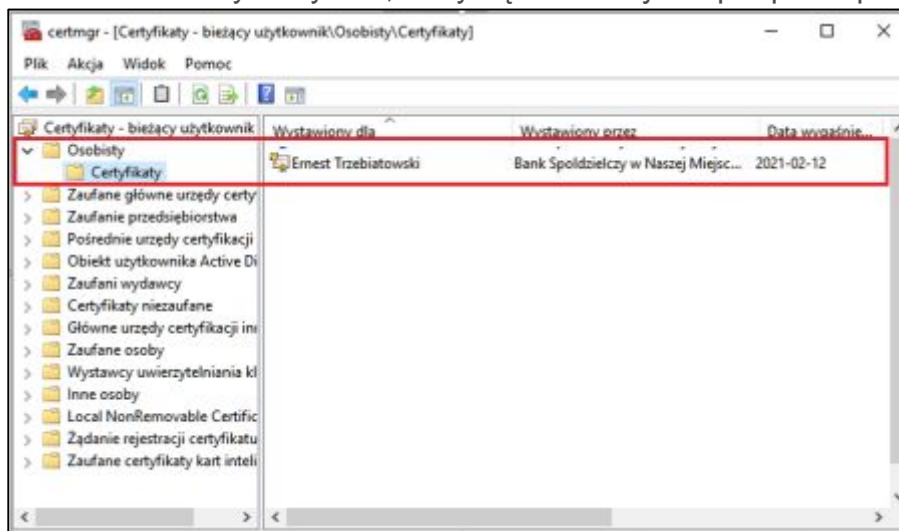 certmgr - [Certyfikaty - bieżący użytkownik\Osobisty\Certyfikaty]
Plik Akcja Widok Pomoc
Certyfikaty - bieżący użytkownik
Osobisty
Certyfikaty
Zaufane główne urzędy certy
Zaufanie przedsiębiorstwa
Pośrednie urzędy certyfikacji
Obiekt użytkownika Active Di
Zaufani wydawcy
Certyfikaty niezaufane
Główne urzędy certyfikacji inn
Zaufane osoby
Wystawcy uwierzytelniania kl
Inne osoby
Local NonRemovable Certific
Żądanie rejestracji certyfikatu
Zaufane certyfikaty kart inteli
Wystawiony dla Wystawiony przez Data wygaśnie...
Ernest Trzebiatowski Bank Spoldzielczy w Naszej Miejsc... 2021-02-12